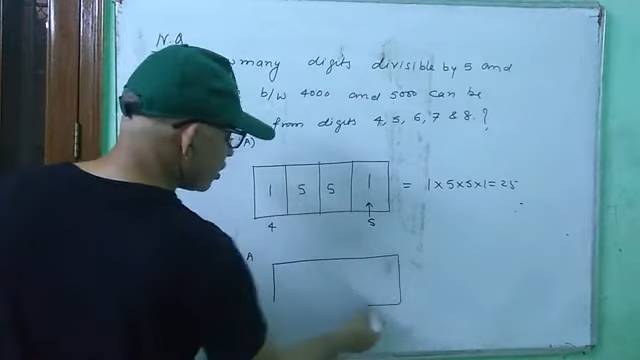 N.Q
many digits divisible by 5 and
b/w 4000 and 5000 can be
from digits 4, 5, 6, 7 & 8. ?
A)
1 5 5 1 = 1 x 5 x 5 x 1 = 25
4 5
A